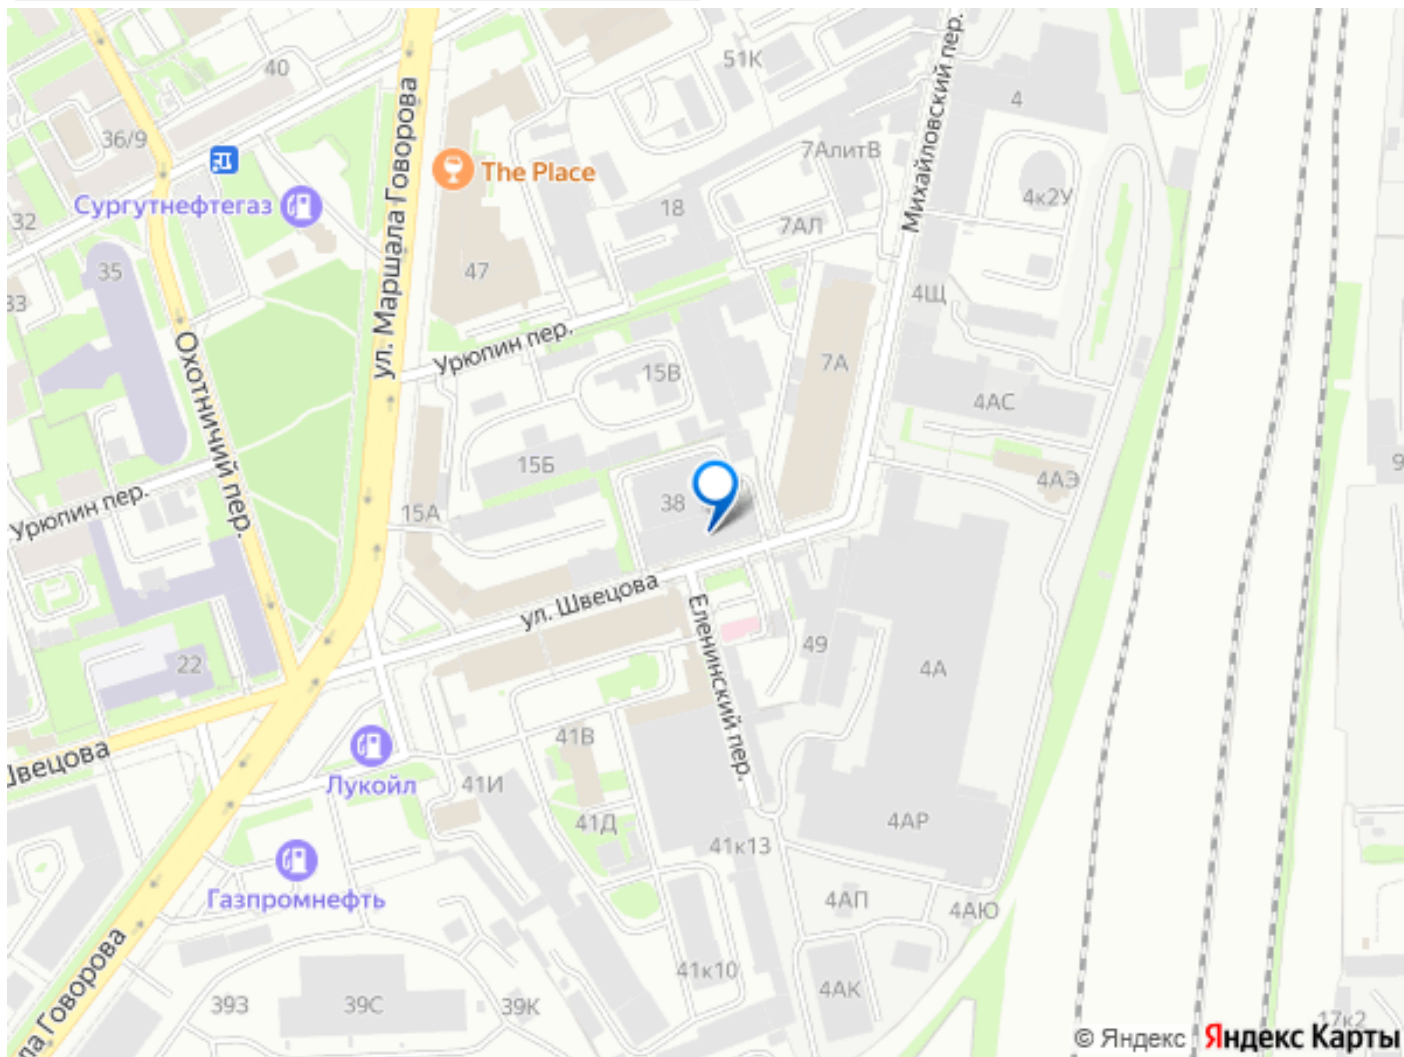 40
51К
36/9
ул. Маршала Говорова
Михайловский пер.
4
The Place
7АлитВ
4к2У
Сургутнефтегаз
32
18
7АЛ
35
47
33
4Щ
Охотничий пер.
Урюпин пер.
15В
7А
4АС
15Б
4АЭ
9
Урюпин пер.
15А
38
ул. Швецова
Еленинский пер.
49
4А
22
Швецова
41В
Лукойл
41И
41Д
4АР
41к13
Газпромнефть
4АП
4АЮ
ла Говорова
41к10
4АК
39З
39С
39К
17к2
© Яндекс Яндекс Карты